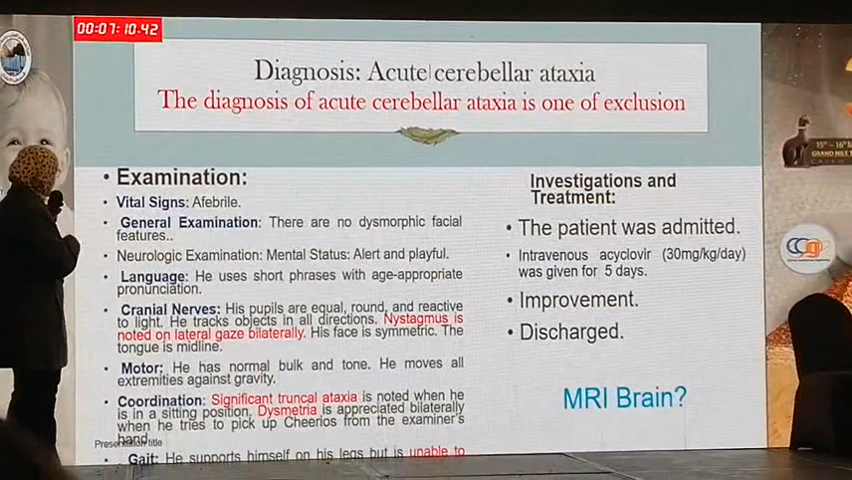 00:07:10.42
Diagnosis: Acute cerebellar ataxia
The diagnosis of acute cerebellar ataxia is one of exclusion
• Examination:
• Vital Signs: Afebrile.
• General Examination: There are no dysmorphic facial
features..
• Neurologic Examination: Mental Status: Alert and playful.
• Language: He uses short phrases with age-appropriate
pronunciation.
• Cranial Nerves: His pupils are equal, round, and reactive
to light. He tracks objects in all directions. Nystagmus is
noted on lateral gaze bilaterally. His face is symmetric. The
tongue is midline.
• Motor: He has normal bulk and tone. He moves all
extremities against gravity.
• Coordination: Significant truncal ataxia is noted when he
is in a sitting position. Dysmetria is appreciated bilaterally
when he tries to pick up Cheerios from the examiner's
hand
Presentation title
• Gait: He supports himself on his legs but is unable to
Investigations and
Treatment:
• The patient was admitted.
• Intravenous acyclovir (30mg/kg/day)
was given for 5 days.
• Improvement.
• Discharged.
MRI Brain?
15th - 16th
GRAND NILE T
CAIRO
ccg